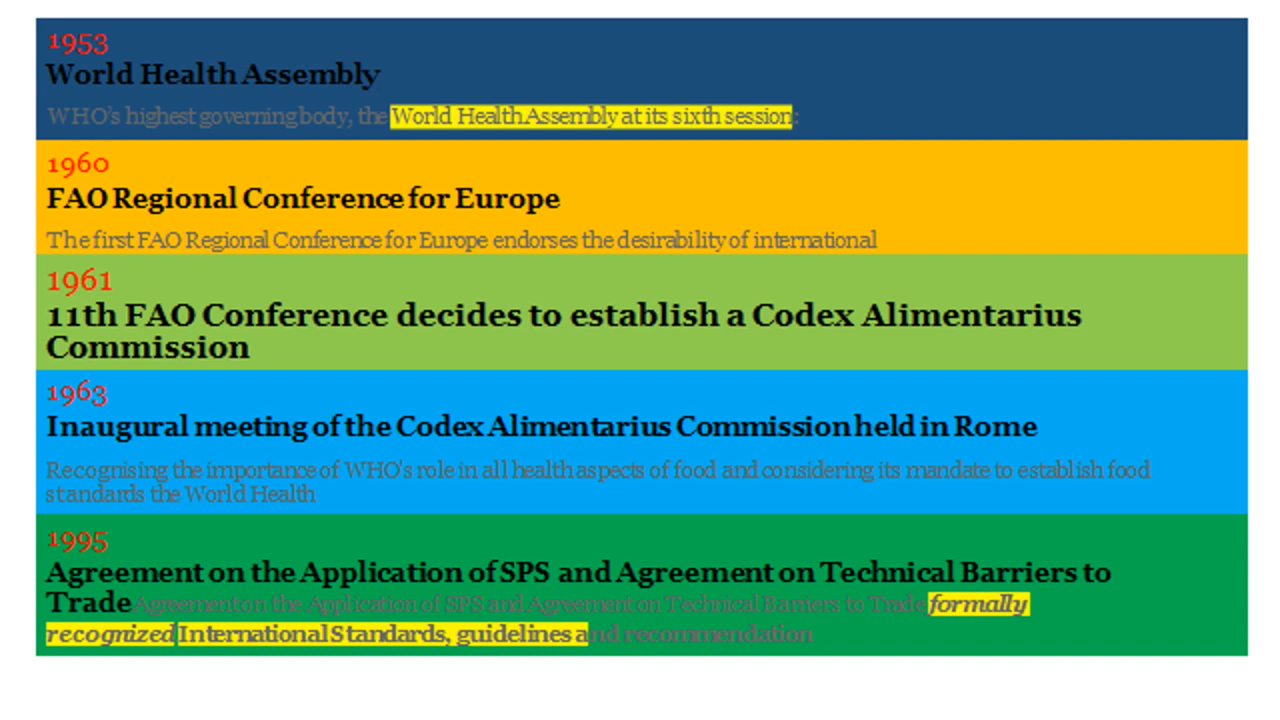 1953
World Health Assembly
WHO's highest governing body, the World Health Assembly at its sixth session:
1960
FAO Regional Conference for Europe
The first FAO Regional Conference for Europe endorses the desirability of international
1961
11th FAO Conference decides to establish a Codex Alimentarius
Commission
1963
Inaugural meeting of the Codex Alimentarius Commission held in Rome
Recognising the importance of WHO's role in all health aspects of food and considering its mandate to establish food
standards the World Health
1995
Agreement on the Application of SPS and Agreement on Technical Barriers to
Trade Agreement on the Application of SPS and Agreement on Technical Barriers to Trade formally
recognized International Standards, guidelines and recommendation